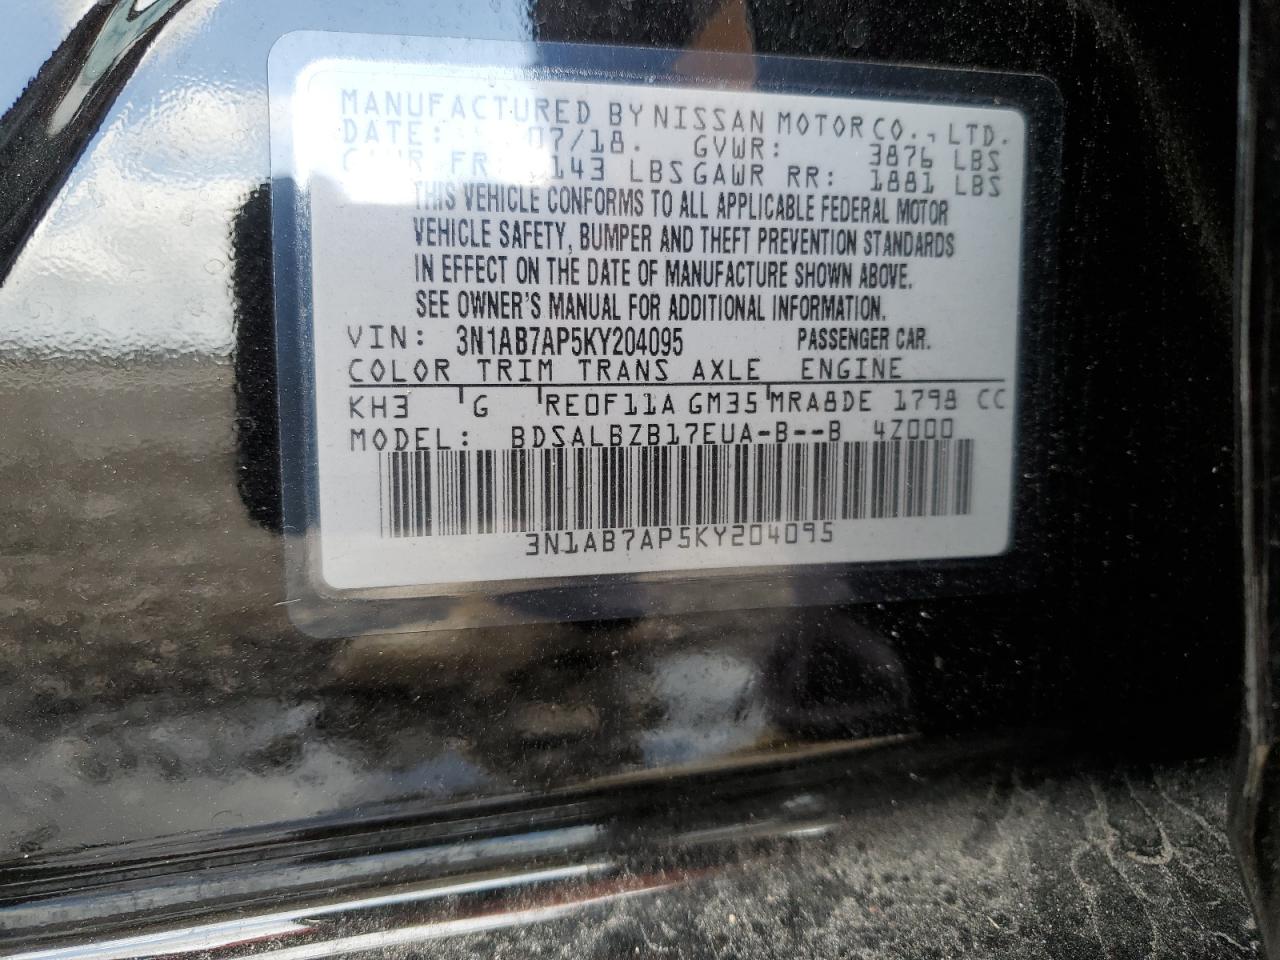 MANUFACTURED BY NISSAN MOTOR CO., LTD.
DATE: 07/18. GVWR: 3876 LBS
GAWR FR 143 LBS GAWR RR: 1881 LBS
THIS VEHICLE CONFORMS TO ALL APPLICABLE FEDERAL MOTOR
VEHICLE SAFETY, BUMPER AND THEFT PREVENTION STANDARDS
IN EFFECT ON THE DATE OF MANUFACTURE SHOWN ABOVE.
SEE OWNER'S MANUAL FOR ADDITIONAL INFORMATION.
VIN: 3N1AB7AP5KY204095 PASSENGER CAR.
COLOR TRIM TRANS AXLE ENGINE
KH3 G RE0F11A GM35 MRA8DE 1798 CC
MODEL: BDSALBZB17EUA-B--B 4Z000
3N1AB7AP5KY204095